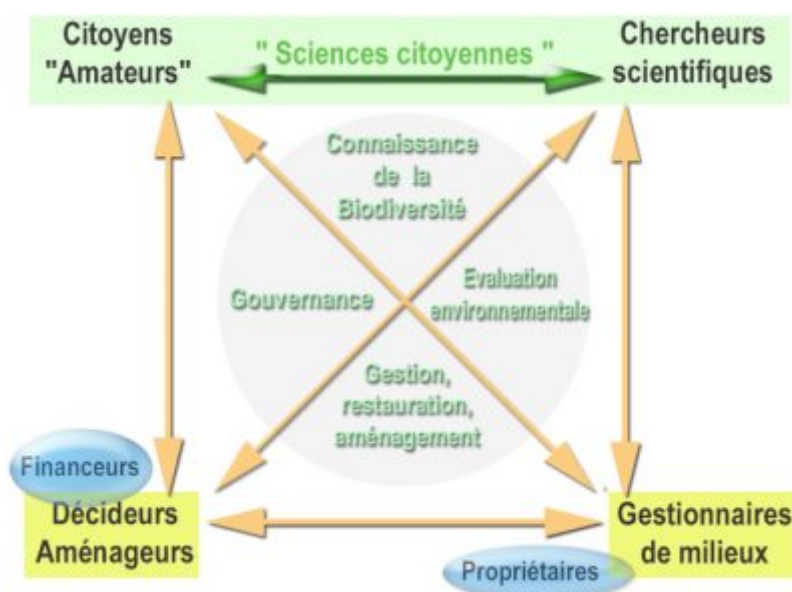 Citoyens
"Amateurs"
" Sciences citoyennes "
Chercheurs
scientifiques
Connaissance
de la
Biodiversité
Gouvernance
Evaluation
environnementale
Gestion,
restauration,
aménagement
Financeurs
Décideurs
Aménageurs
Gestionnaires
de milieux
Propriétaires